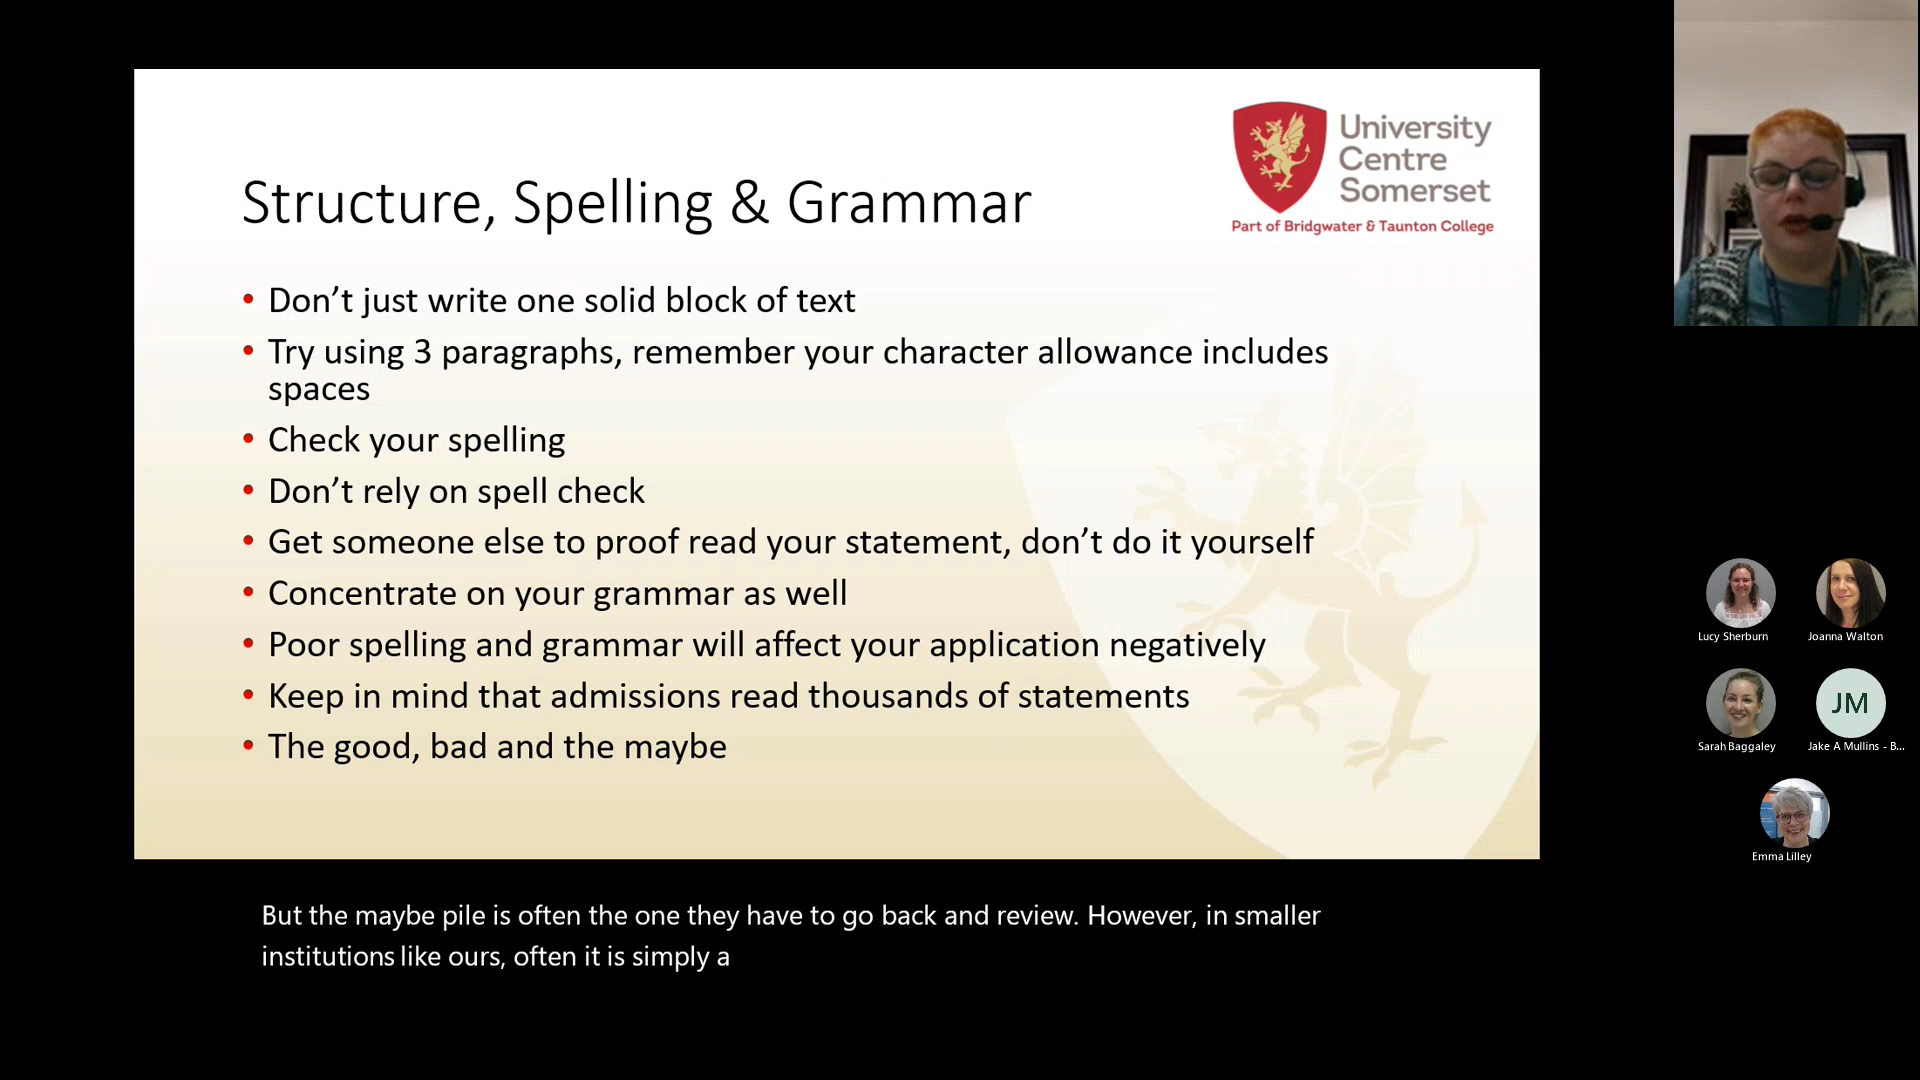 University
Centre
Somerset
Part of Bridgwater & Taunton College
Structure, Spelling & Grammar
• Don’t just write one solid block of text
• Try using 3 paragraphs, remember your character allowance includes
spaces
• Check your spelling
• Don’t rely on spell check
• Get someone else to proof read your statement, don’t do it yourself
• Concentrate on your grammar as well
• Poor spelling and grammar will affect your application negatively
• Keep in mind that admissions read thousands of statements
• The good, bad and the maybe
Lucy Sherburn
Joanna Walton
JM
Sarah Baggaley
Jake A Mullins - B...
Emma Lilley
But the maybe pile is often the one they have to go back and review. However, in smaller
institutions like ours, often it is simply a